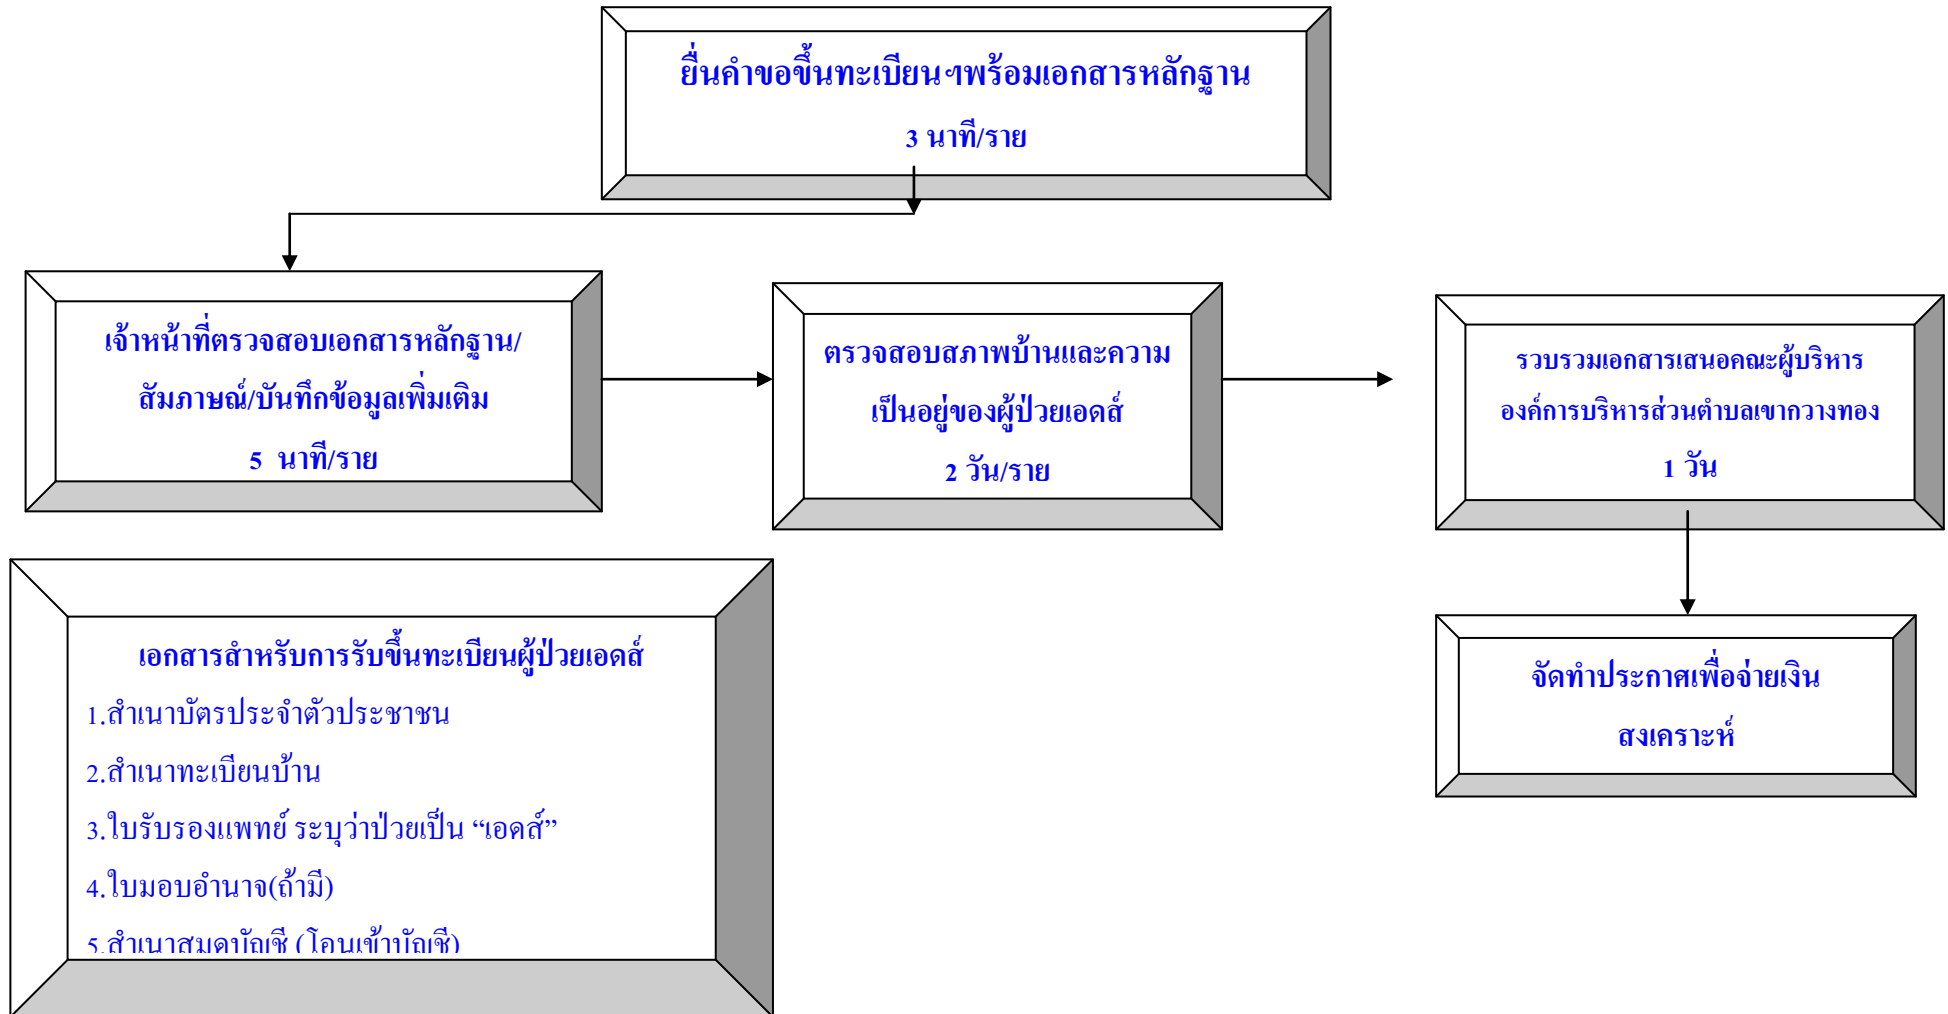 ยื่นคำขอขึ้นทะเบียนฯพร้อมเอกสารหลักฐาน
3 นาที/ราย
เจ้าหน้าที่ตรวจสอบเอกสารหลักฐาน/
สัมภาษณ์/บันทึกข้อมูลเพิ่มเติม
5 นาที/ราย
ตรวจสอบสภาพบ้านและความ
เป็นอยู่ของผู้ป่วยเอดส์
2 วัน/ราย
รวบรวมเอกสารเสนอคณะผู้บริหาร
องค์การบริหารส่วนตำบลเขากวางทอง
1 วัน
จัดทำประกาศเพื่อจ่ายเงิน
สงเคราะห์
เอกสารสำหรับการรับขึ้นทะเบียนผู้ป่วยเอดส์
1.สำเนาบัตรประจำตัวประชาชน
2.สำเนาทะเบียนบ้าน
3.ใบรับรองแพทย์ ระบุว่าป่วยเป็น “เอดส์”
4.ใบมอบอำนาจ(ถ้ามี)
5.สำเนาสมุดบัญชี (โอนเข้าบัญชี)